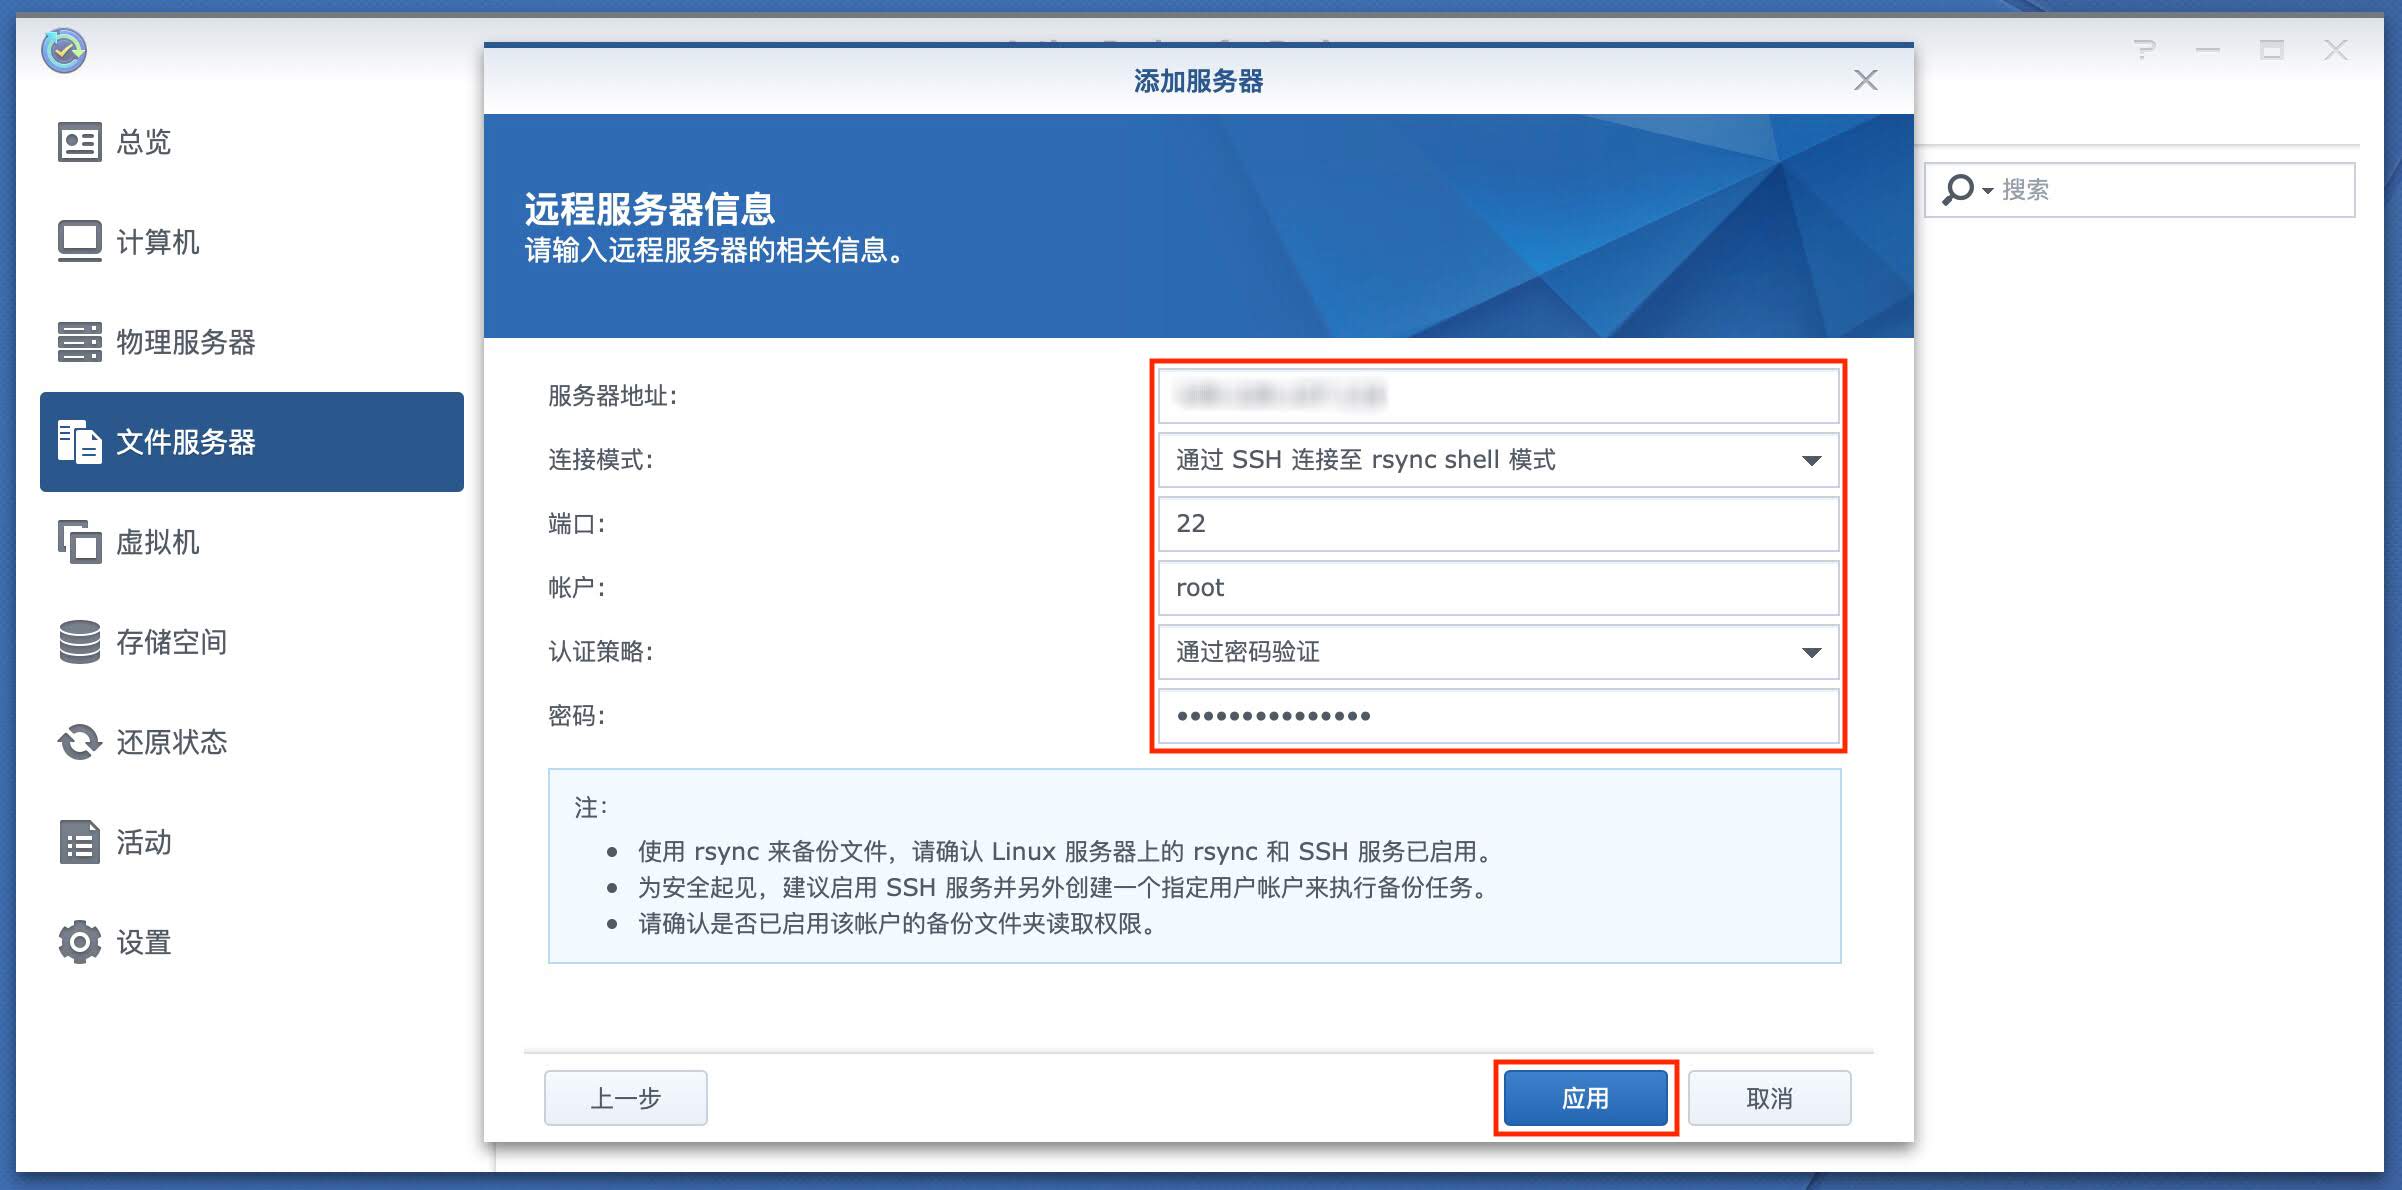 添加服务器
总览
计算机
物理服务器
文件服务器
虚拟机
存储空间
还原状态
活动
设置
搜索
远程服务器信息
请输入远程服务器的相关信息。
服务器地址:
连接模式: 通过 SSH 连接至 rsync shell 模式
端口: 22
帐户: root
认证策略: 通过密码验证
密码: •••••••••••••••
注:
• 使用 rsync 来备份文件，请确认 Linux 服务器上的 rsync 和 SSH 服务已启用。
• 为安全起见，建议启用 SSH 服务并另外创建一个指定用户帐户来执行备份任务。
• 请确认是否已启用该帐户的备份文件夹读取权限。
上一步
应用
取消